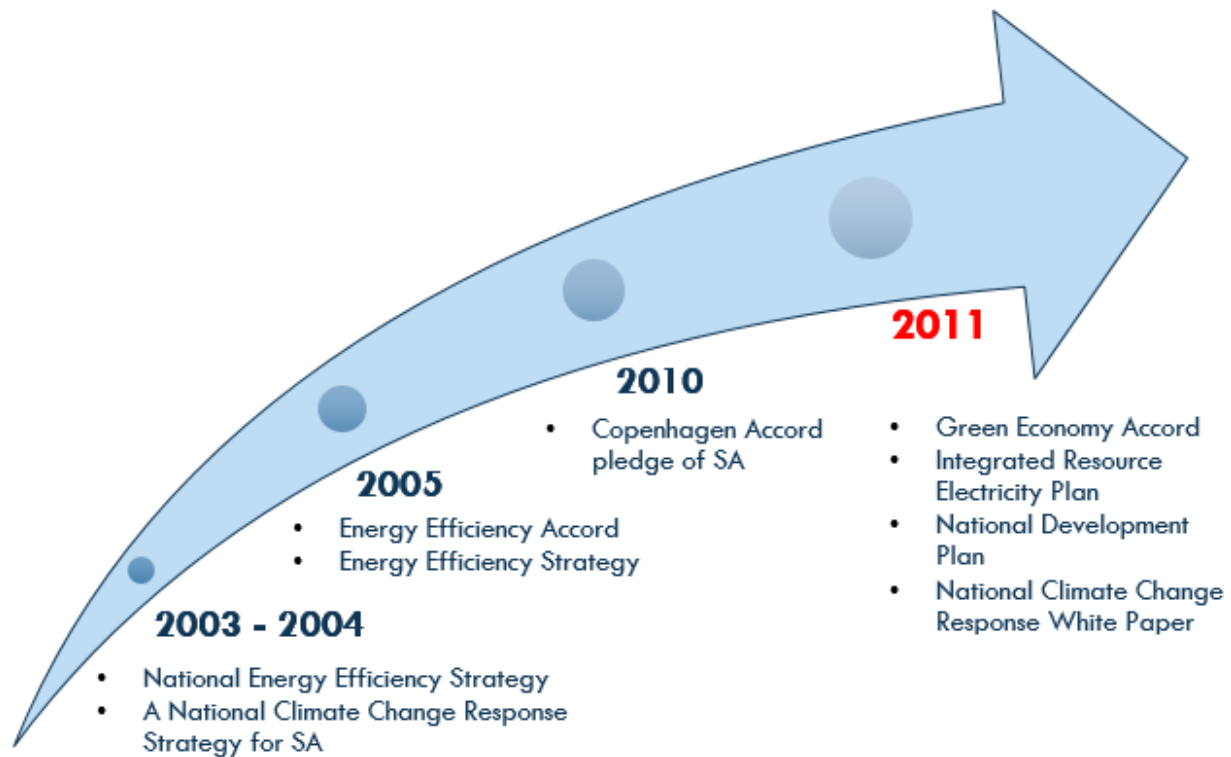 2003 - 2004
• National Energy Efficiency Strategy
• A National Climate Change Response
Strategy for SA
2005
• Energy Efficiency Accord
• Energy Efficiency Strategy
2010
• Copenhagen Accord
pledge of SA
2011
• Green Economy Accord
• Integrated Resource
Electricity Plan
• National Development
Plan
• National Climate Change
Response White Paper